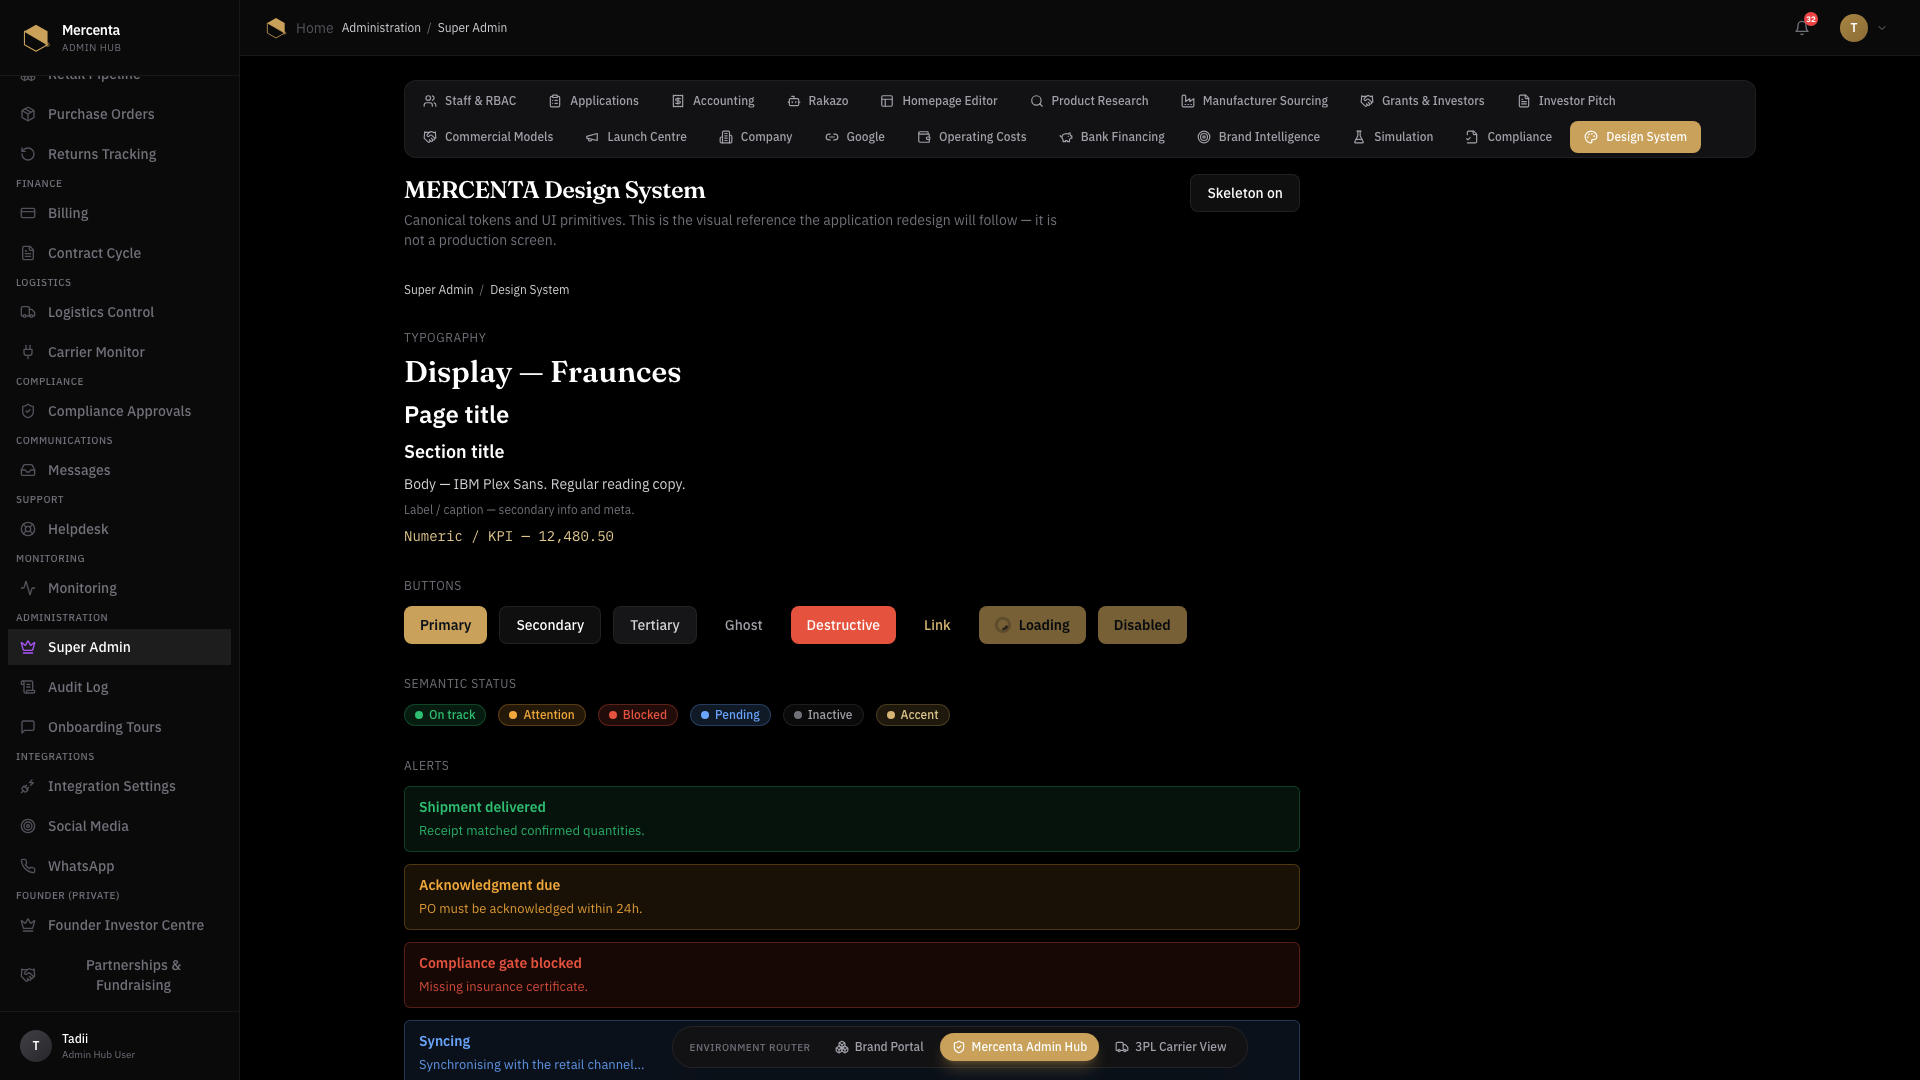 Mercenta
ADMIN HUB
Retail Pipeline
Purchase Orders
Returns Tracking
FINANCE
Billing
Contract Cycle
LOGISTICS
Logistics Control
Carrier Monitor
COMPLIANCE
Compliance Approvals
COMMUNICATIONS
Messages
SUPPORT
Helpdesk
MONITORING
Monitoring
ADMINISTRATION
Super Admin
Audit Log
Onboarding Tours
INTEGRATIONS
Integration Settings
Social Media
WhatsApp
FOUNDER (PRIVATE)
Founder Investor Centre
Partnerships &
Fundraising
T
Tadii
Admin Hub User
Home Administration / Super Admin
32
T
Staff & RBAC Applications Accounting Rakazo Homepage Editor Product Research Manufacturer Sourcing Grants & Investors Investor Pitch
Commercial Models Launch Centre Company Google Operating Costs Bank Financing Brand Intelligence Simulation Compliance Design System
MERCENTA Design System
Skeleton on
Canonical tokens and UI primitives. This is the visual reference the application redesign will follow — it is
not a production screen.
Super Admin / Design System
TYPOGRAPHY
Display — Fraunces
Page title
Section title
Body — IBM Plex Sans. Regular reading copy.
Label / caption — secondary info and meta.
Numeric / KPI — 12,480.50
BUTTONS
Primary Secondary Tertiary Ghost Destructive Link Loading Disabled
SEMANTIC STATUS
On track Attention Blocked Pending Inactive Accent
ALERTS
Shipment delivered
Receipt matched confirmed quantities.
Acknowledgment due
PO must be acknowledged within 24h.
Compliance gate blocked
Missing insurance certificate.
Syncing
Synchronising with the retail channel...
ENVIRONMENT ROUTER Brand Portal Mercenta Admin Hub 3PL Carrier View